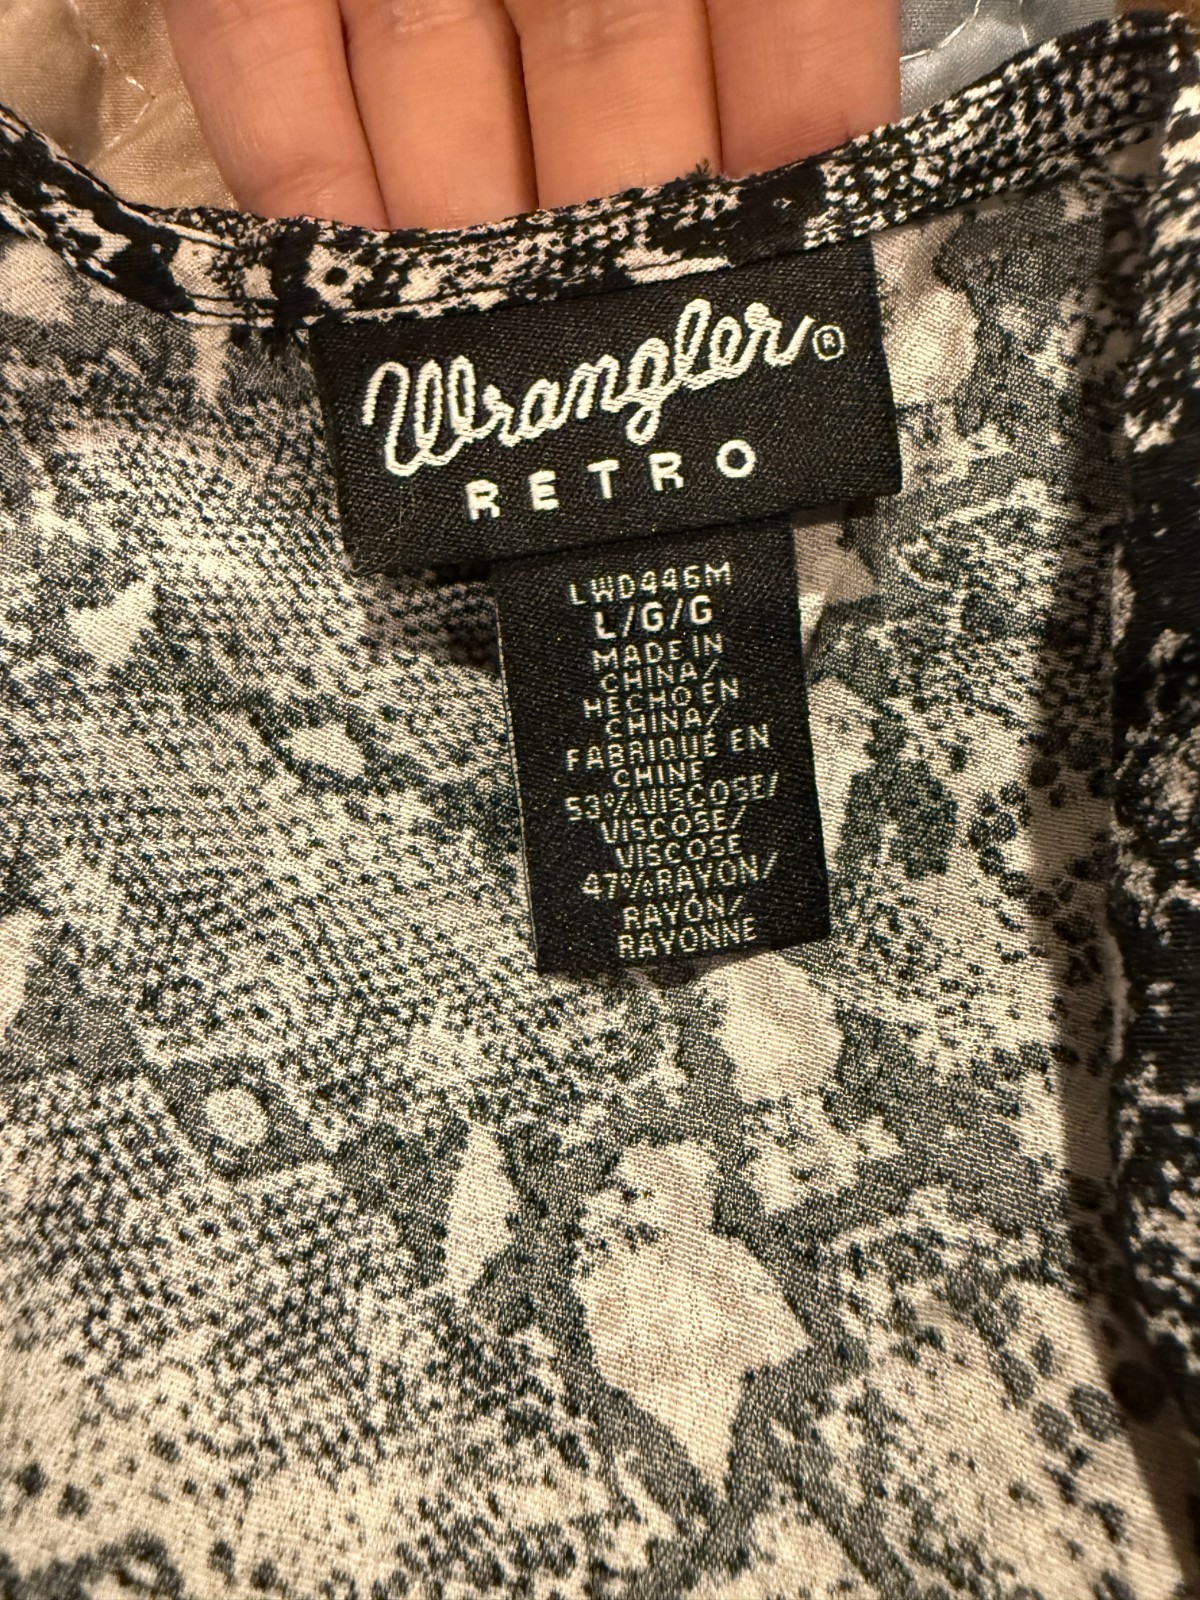 Wrangler®
RETRO
LWD446M
L/G/G
MADE IN
CHINA/
HECHO EN
CHINA/
FABRIQUÉ EN
CHINE
53%VISCOSE/
VISCOSE/
VISCOSE
47%RAYON/
RAYÓN/
RAYONNE